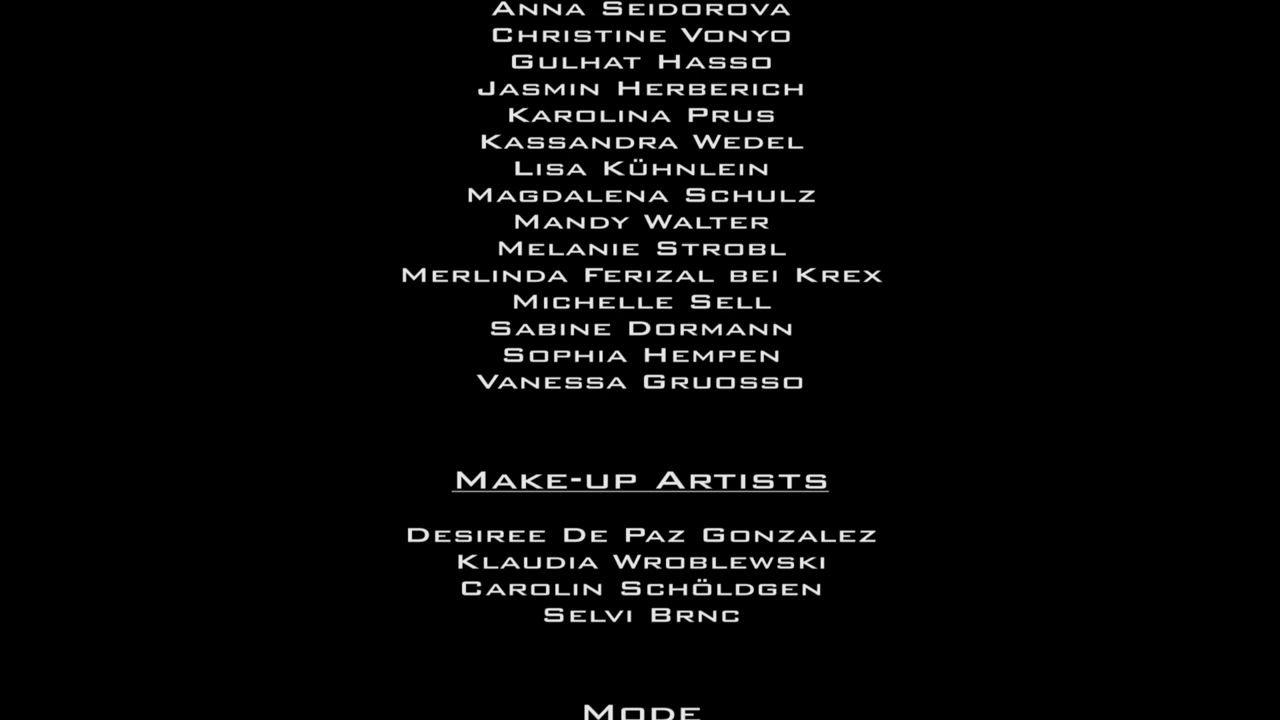 Anna Seidorova
Christine Vonyo
Gulhat Hasso
Jasmin Herberich
Karolina Prus
Kassandra Wedel
Lisa Kühnlein
Magdalena Schulz
Mandy Walter
Melanie Strobl
Merlinda Ferizal bei Krex
Michelle Sell
Sabine Dormann
Sophia Hempen
Vanessa Gruosso
Make-up Artists
Desiree De Paz Gonzalez
Klaudia Wroblewski
Carolin Schöldgen
Selvi Brnc
Mode